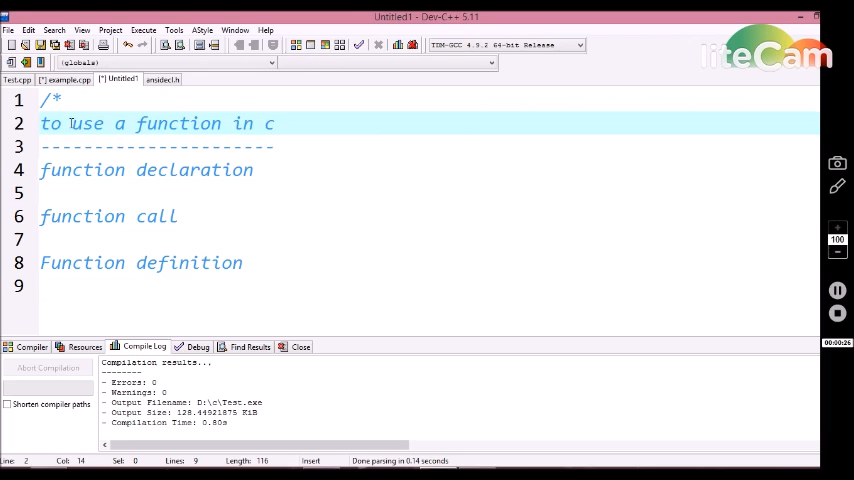 Untitled1 - Dev-C++ 5.11
File Edit Search View Project Execute Tools AStyle Window Help
TDM-GCC 4.9.2 64-bit Release
(globals)
Test.cpp [*] example.cpp [*] Untitled1 ansidecl.h
liteCam
1 /*
2 to use a function in c
3 ----------------------
4 function declaration
5
6 function call
7
8 Function definition
9
100
00:00:26
Compiler Resources Compile Log Debug Find Results Close
Abort Compilation
Shorten compiler paths
Compilation results...
--------
- Errors: 0
- Warnings: 0
- Output Filename: D:\c\Test.exe
- Output Size: 128.44921875 KiB
- Compilation Time: 0.80s
Line: 2 Col: 14 Sel: 0 Lines: 9 Length: 116 Insert Done parsing in 0.14 seconds